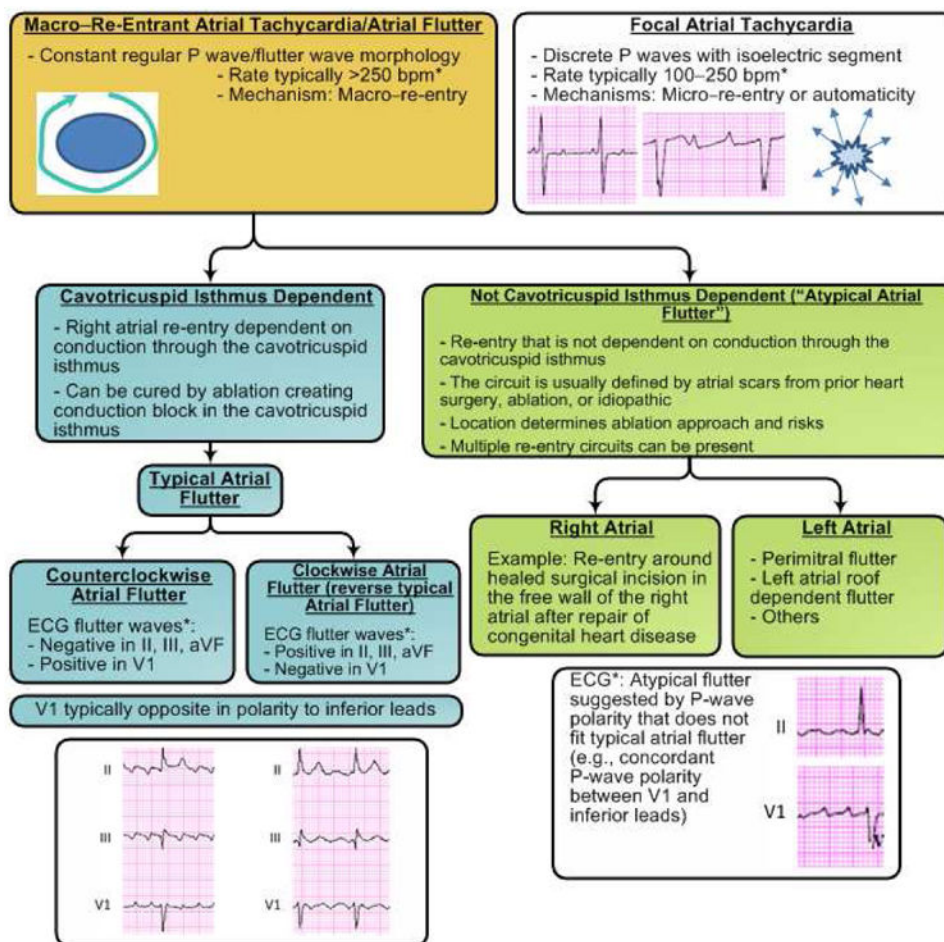 Macro–Re-Entrant Atrial Tachycardia/Atrial Flutter
- Constant regular P wave/flutter wave morphology
- Rate typically >250 bpm*
- Mechanism: Macro–re-entry
Focal Atrial Tachycardia
- Discrete P waves with isoelectric segment
- Rate typically 100–250 bpm*
- Mechanisms: Micro–re-entry or automaticity
Cavotricuspid Isthmus Dependent
- Right atrial re-entry dependent on
conduction through the cavotricuspid
isthmus
- Can be cured by ablation creating
conduction block in the cavotricuspid
isthmus
Not Cavotricuspid Isthmus Dependent (“Atypical Atrial
Flutter”)
- Re-entry that is not dependent on conduction through the
cavotricuspid isthmus
- The circuit is usually defined by atrial scars from prior heart
surgery, ablation, or idiopathic
- Location determines ablation approach and risks
- Multiple re-entry circuits can be present
Typical Atrial
Flutter
Counterclockwise
Atrial Flutter
ECG flutter waves*:
- Negative in II, III, aVF
- Positive in V1
Clockwise Atrial
Flutter (reverse typical
Atrial Flutter)
ECG flutter waves*:
- Positive in II, III, aVF
- Negative in V1
V1 typically opposite in polarity to inferior leads
II
III
V1
II
III
V1
Right Atrial
Example: Re-entry around
healed surgical incision in
the free wall of the right
atrial after repair of
congenital heart disease
Left Atrial
- Perimitral flutter
- Left atrial roof
dependent flutter
- Others
ECG*: Atypical flutter
suggested by P-wave
polarity that does not
fit typical atrial flutter
(e.g., concordant
P-wave polarity
between V1 and
inferior leads)
II
V1